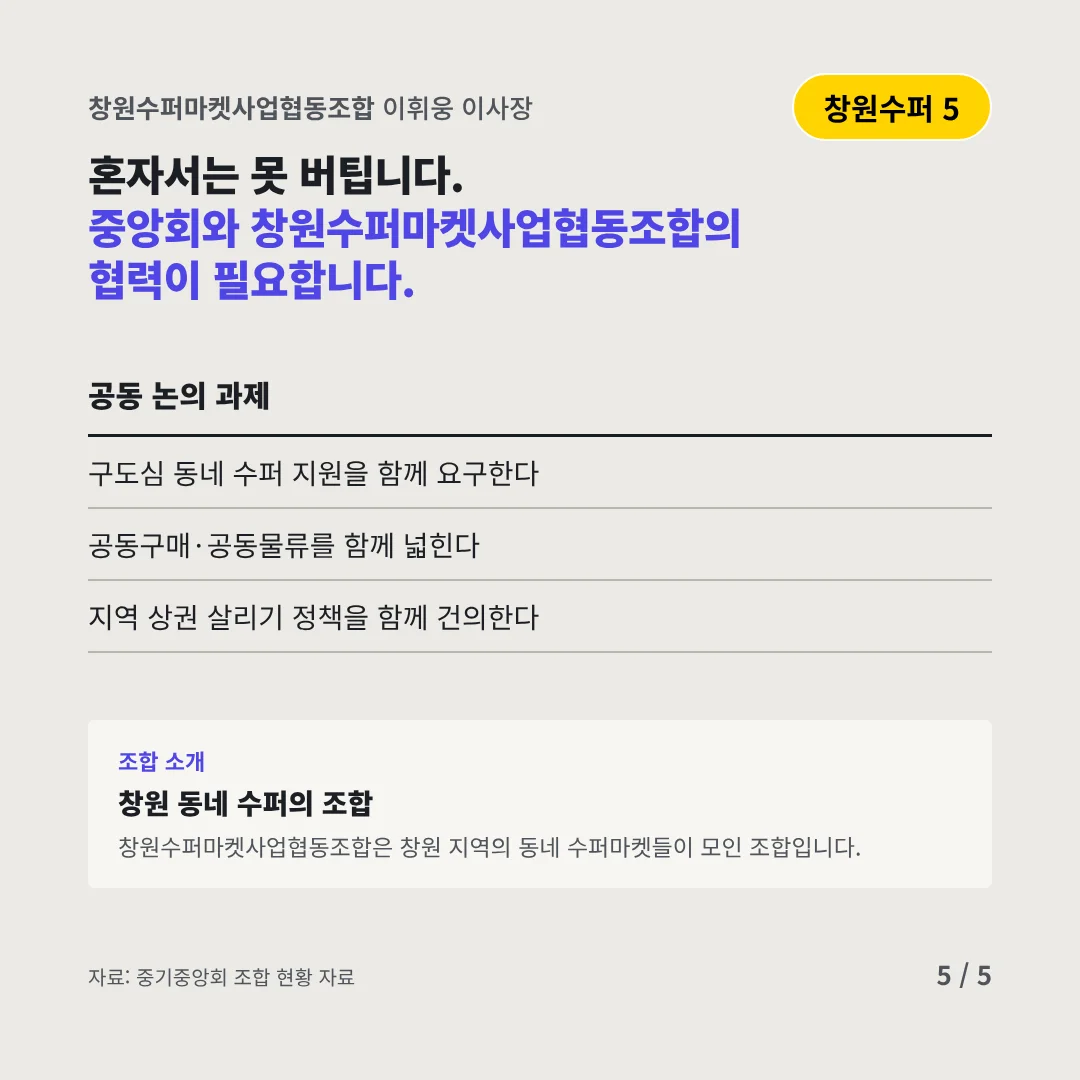 창원수퍼마켓사업협동조합 이휘웅 이사장
창원수퍼 5
혼자서는 못 버팁니다.
중앙회와 창원수퍼마켓사업협동조합의
협력이 필요합니다.
공동 논의 과제
구도심 동네 수퍼 지원을 함께 요구한다
공동구매·공동물류를 함께 넓힌다
지역 상권 살리기 정책을 함께 건의한다
조합 소개
창원 동네 수퍼의 조합
창원수퍼마켓사업협동조합은 창원 지역의 동네 수퍼마켓들이 모인 조합입니다.
자료: 중기중앙회 조합 현황 자료
5 / 5